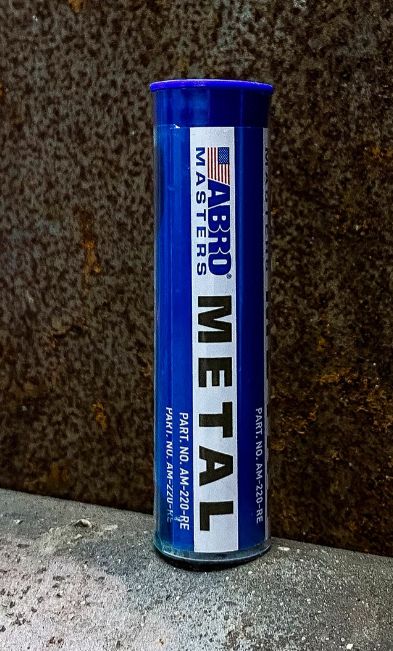 ABRO®
MASTERS
METAL
PART. NO. AM-220-RE
PART. NO. AM-220-RE
PART. NO. AM-220-RE